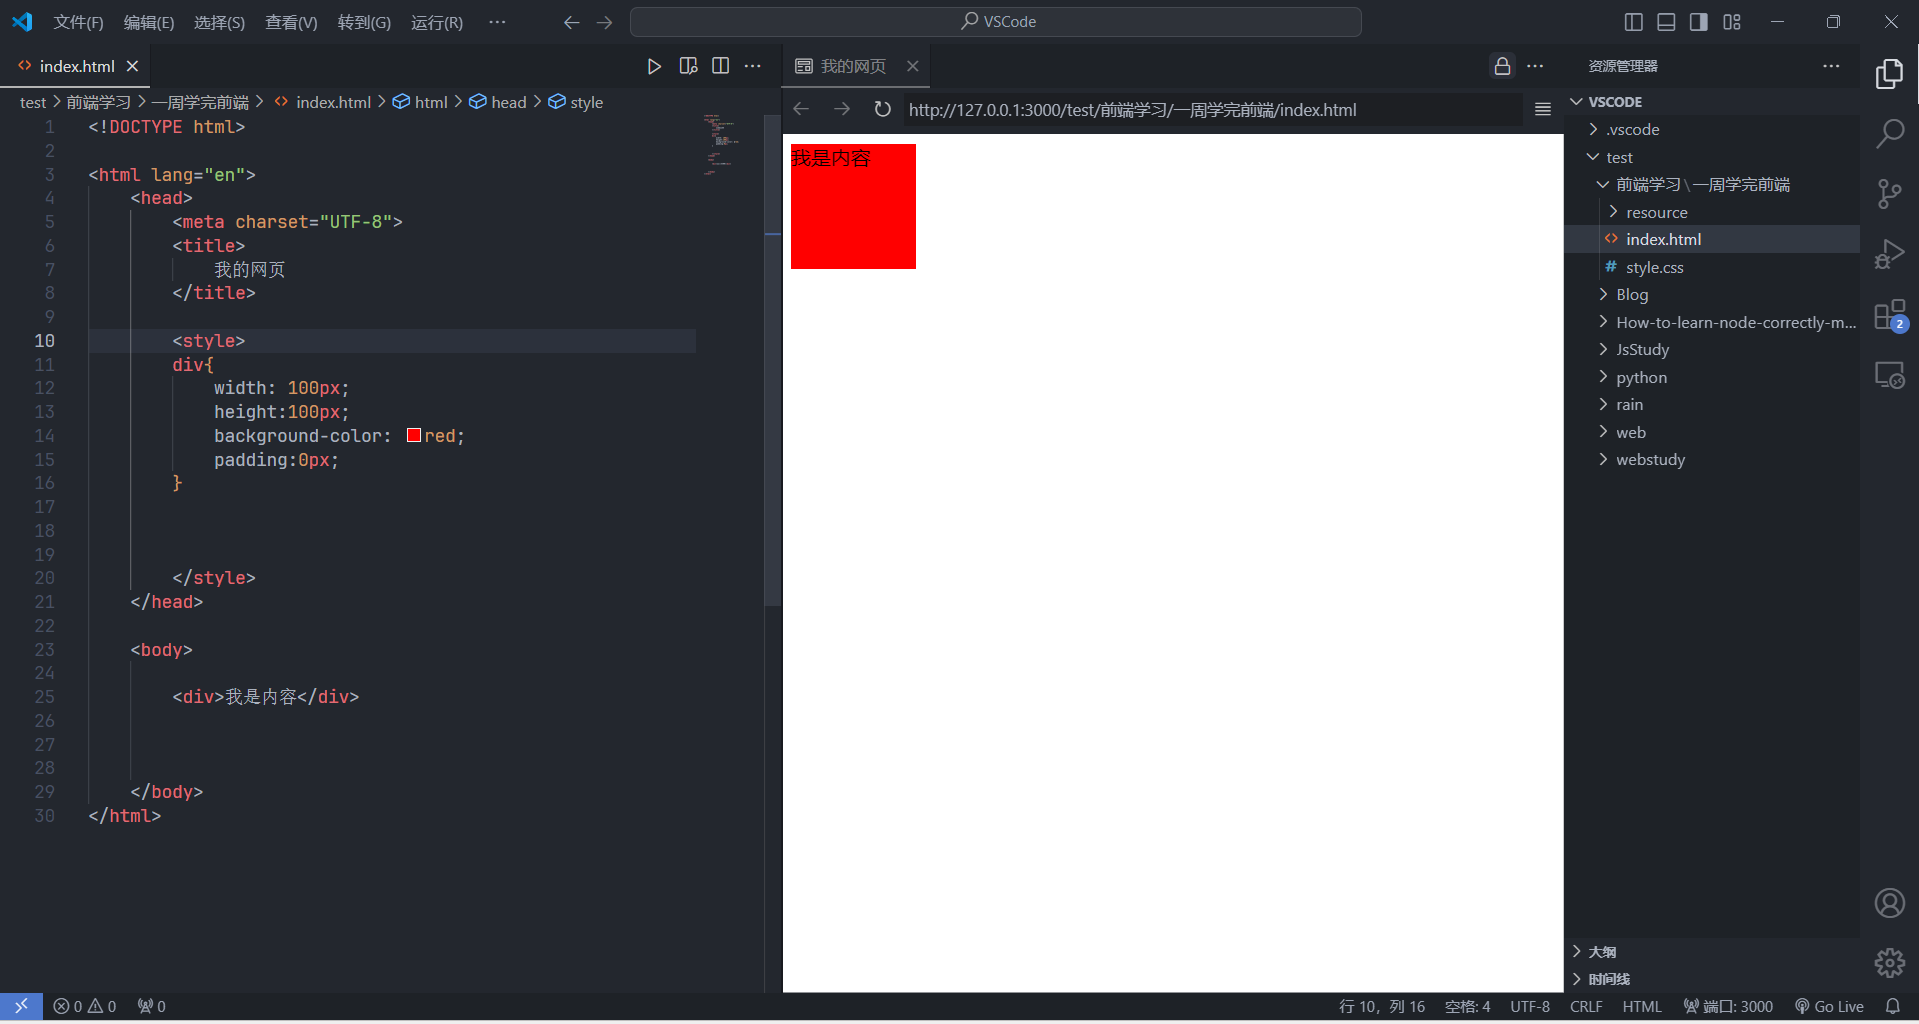 文件(F) 编辑(E) 选择(S) 查看(V) 转到(G) 运行(R) ··· VSCode
index.html
我的网页
资源管理器
test > 前端学习 > 一周学完前端 > index.html > html > head > style
http://127.0.0.1:3000/test/前端学习/一周学完前端/index.html
1 <!DOCTYPE html>
2
3 <html lang="en">
4 <head>
5 <meta charset="UTF-8">
6 <title>
7 我的网页
8 </title>
9
10 <style>
11 div{
12 width: 100px;
13 height:100px;
14 background-color: red;
15 padding:0px;
16 }
17
18
19
20 </style>
21 </head>
22
23 <body>
24
25 <div>我是内容</div>
26
27
28
29 </body>
30 </html>
我是内容
VSCODE
.vscode
test
前端学习\一周学完前端
resource
index.html
# style.css
Blog
How-to-learn-node-correctly-m...
JsStudy
python
rain
web
webstudy
2
大纲
时间线
0 0 0 行 10，列 16 空格: 4 UTF-8 CRLF HTML 端口: 3000 Go Live